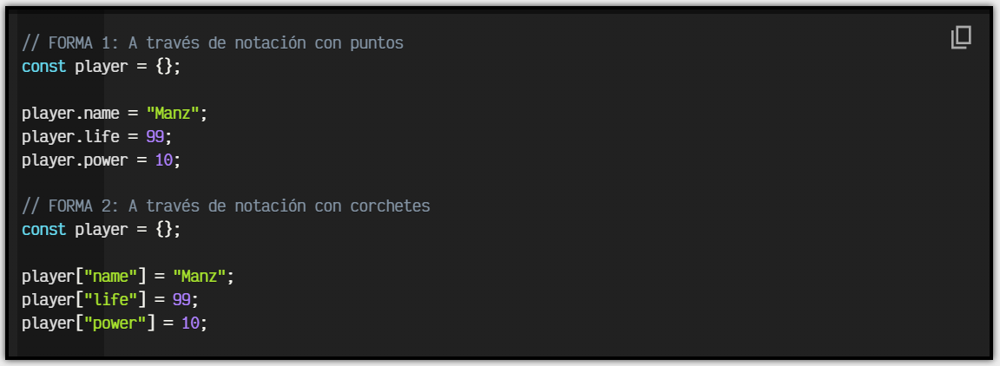 // FORMA 1: A través de notación con puntos
const player = {};
player.name = "Manz";
player.life = 99;
player.power = 10;
// FORMA 2: A través de notación con corchetes
const player = {};
player["name"] = "Manz";
player["life"] = 99;
player["power"] = 10;